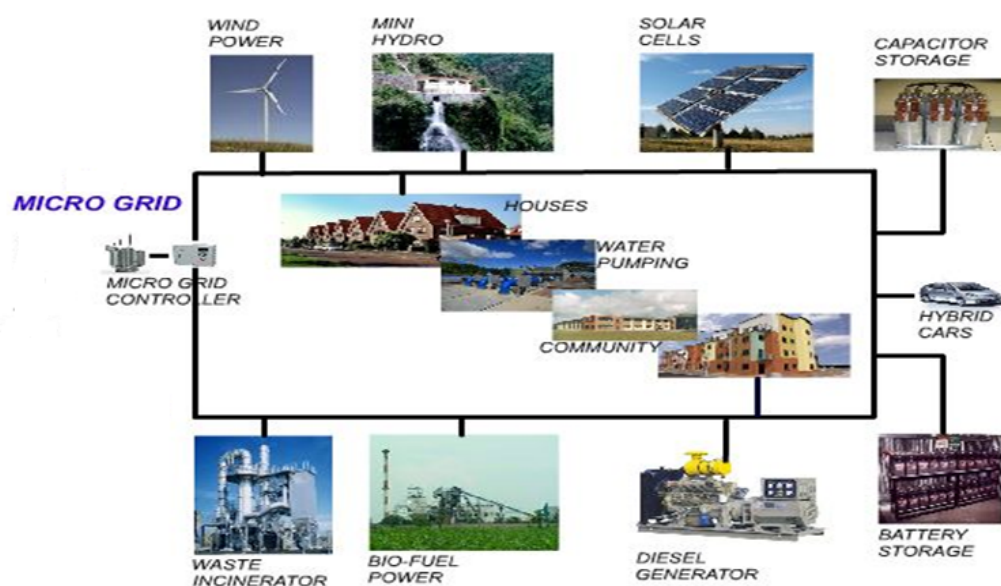 WIND
POWER
MINI
HYDRO
SOLAR
CELLS
CAPACITOR
STORAGE
MICRO GRID
HOUSES
WATER
PUMPING
MICRO GRID
CONTROLLER
COMMUNITY
HYBRID
CARS
WASTE
INCINERATOR
BIO-FUEL
POWER
DIESEL
GENERATOR
BATTERY
STORAGE